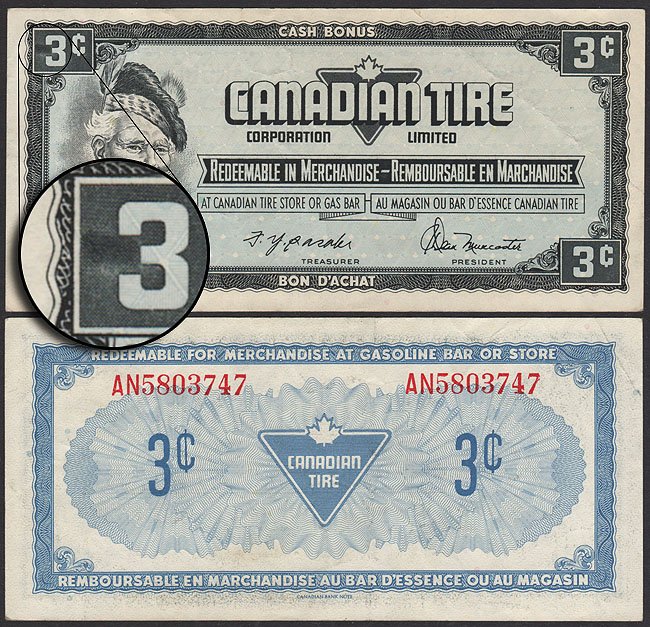 CASH BONUS
3¢ 3¢
CANADIAN TIRE
CORPORATION LIMITED
REDEEMABLE IN MERCHANDISE – REMBOURSABLE EN MARCHANDISE
AT CANADIAN TIRE STORE OR GAS BAR AU MAGASIN OU BAR D'ESSENCE CANADIAN TIRE
3
TREASURER PRESIDENT
3¢
BON D'ACHAT
REDEEMABLE FOR MERCHANDISE AT GASOLINE BAR OR STORE
AN5803747 AN5803747
3¢ 3¢
CANADIAN
TIRE
REMBOURSABLE EN MERCHANDISE AU BAR D'ESSENCE OU AU MAGASIN
CANADIAN BANK NOTE